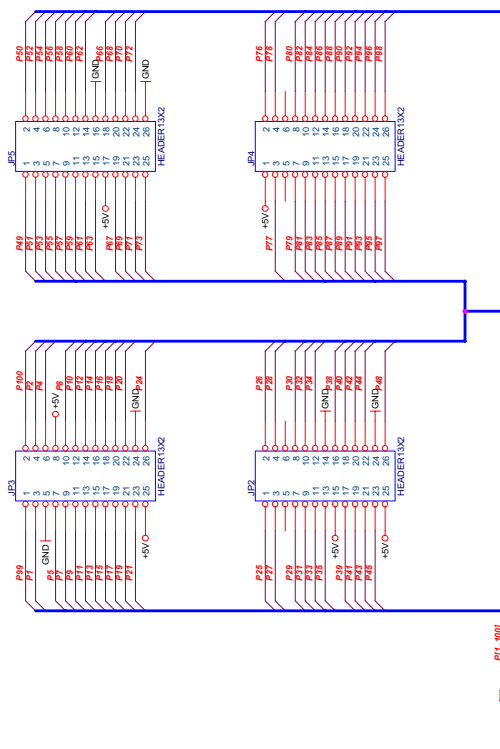 P50
P52
P54
P56
P58
P60
P62
GND
P66
P68
P70
P72
GND
2 4 6 8 10 12 14 16 18 20 22 24 26
JP5
HEADER13X2
1 3 5 7 9 11 13 15 17 19 21 23 25
P49
P51
P53
P55
P57
P59
P61
P63
+5V
P67
P69
P71
P73
P76
P78
P80
P82
P84
P86
P88
P90
P92
P94
P96
P98
2 4 6 8 10 12 14 16 18 20 22 24 26
JP4
HEADER13X2
1 3 5 7 9 11 13 15 17 19 21 23 25
+5V
P77
P79
P81
P83
P85
P87
P89
P91
P93
P95
P97
P100
P2
P4
+5V
P8
P10
P12
P14
P16
P18
P20
GND
P24
2 4 6 8 10 12 14 16 18 20 22 24 26
JP3
HEADER13X2
1 3 5 7 9 11 13 15 17 19 21 23 25
P99
P1
GND
P5
P7
P9
P11
P13
P15
P17
P19
P21
+5V
P26
P28
P30
P32
P34
GND
P38
P40
P42
P44
GND
P48
2 4 6 8 10 12 14 16 18 20 22 24 26
JP2
HEADER13X2
1 3 5 7 9 11 13 15 17 19 21 23 25
P25
P27
P29
P31
P33
P35
+5V
P39
P41
P43
P45
+5V
P[1..100]